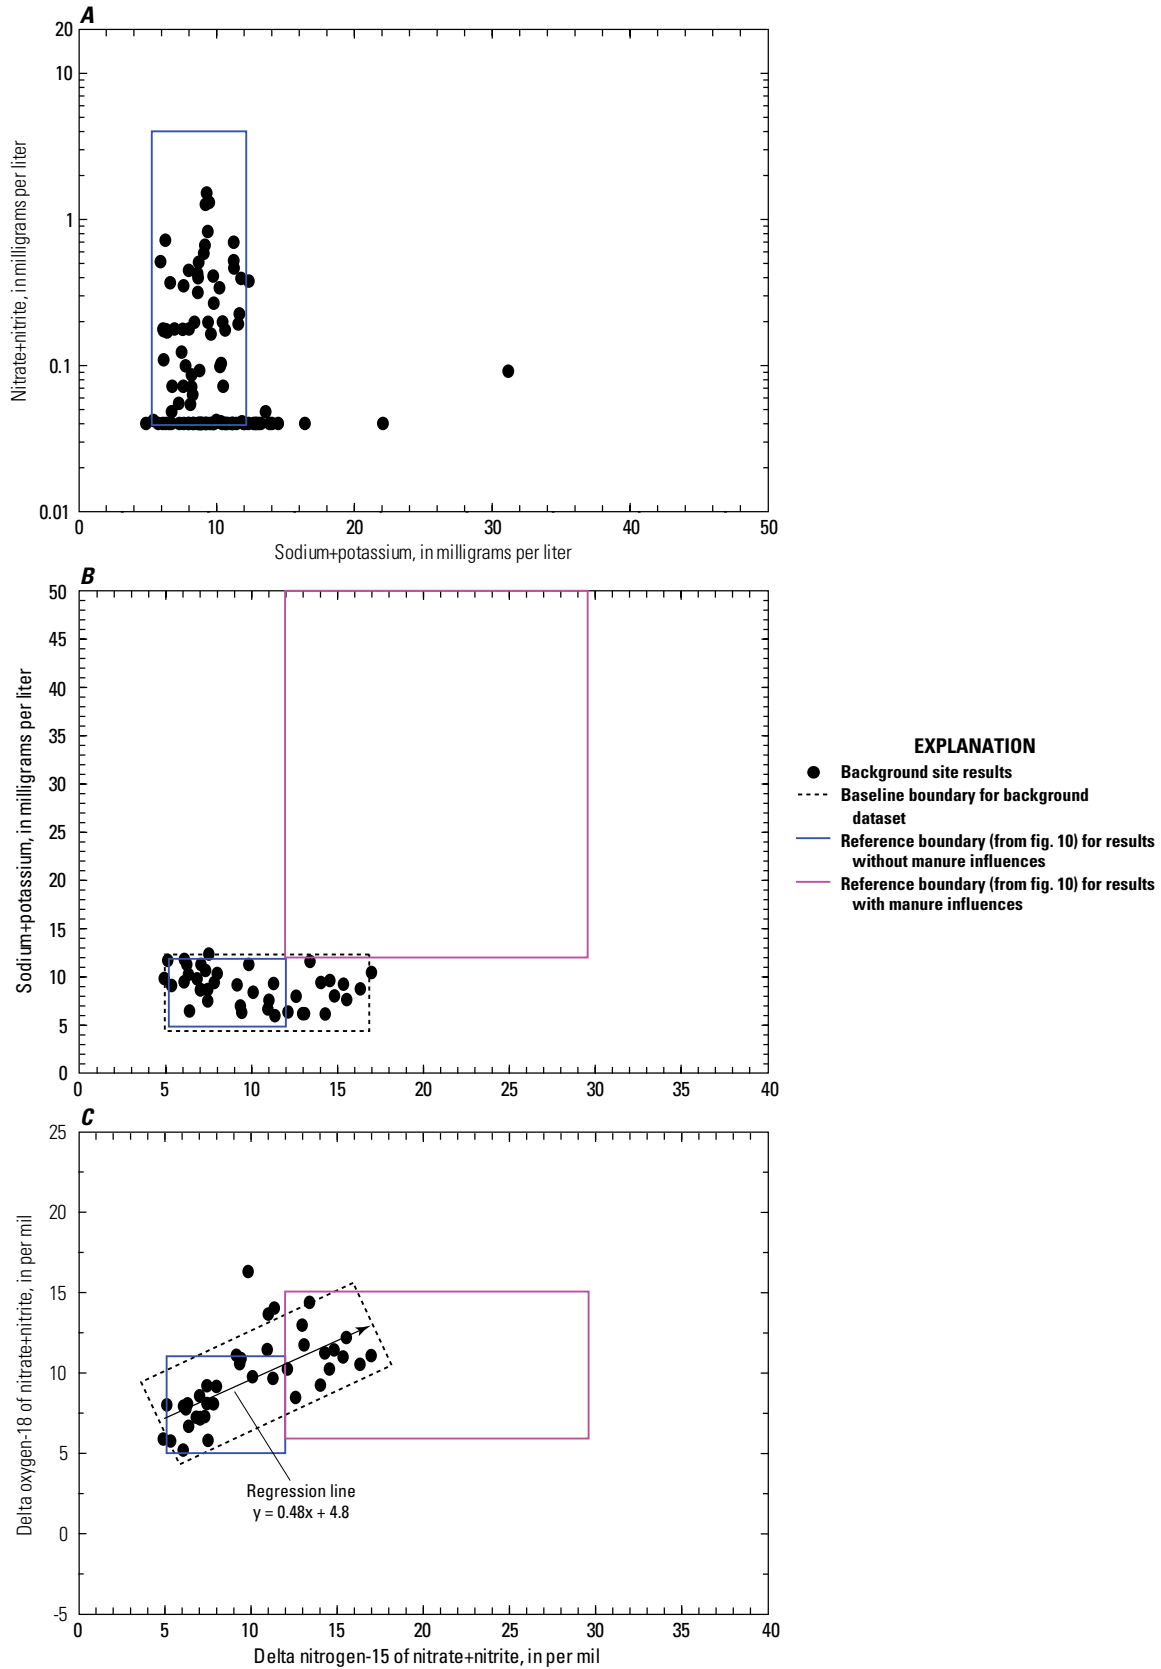 A
20
10
1
0.1
0.01
Nitrate+nitrite, in milligrams per liter
0 10 20 30 40 50
Sodium+potassium, in milligrams per liter
B
50
45
40
35
30
25
20
15
10
5
0
Sodium+potassium, in milligrams per liter
0 5 10 15 20 25 30 35 40
EXPLANATION
Background site results
Baseline boundary for background
dataset
Reference boundary (from fig. 10) for results
without manure influences
Reference boundary (from fig. 10) for results
with manure influences
C
25
20
15
10
5
0
-5
Delta oxygen-18 of nitrate+nitrite, in per mil
Regression line
y = 0.48x + 4.8
0 5 10 15 20 25 30 35 40
Delta nitrogen-15 of nitrate+nitrite, in per mil